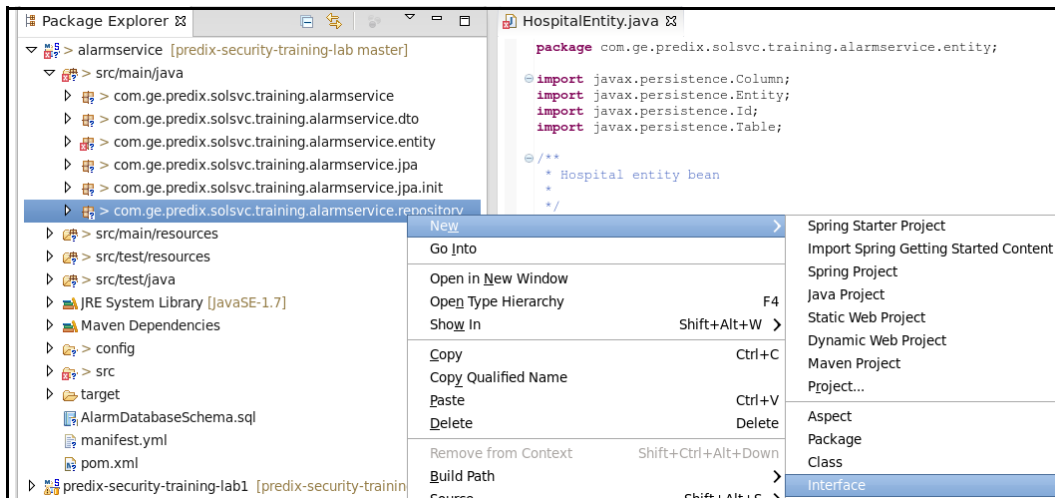 Package Explorer
> alarmservice [predix-security-training-lab master]
> src/main/java
> com.ge.predix.solsvc.training.alarmservice
> com.ge.predix.solsvc.training.alarmservice.dto
> com.ge.predix.solsvc.training.alarmservice.entity
> com.ge.predix.solsvc.training.alarmservice.jpa
> com.ge.predix.solsvc.training.alarmservice.jpa.init
> com.ge.predix.solsvc.training.alarmservice.repository
> src/main/resources
> src/test/resources
> src/test/java
JRE System Library [JavaSE-1.7]
Maven Dependencies
> config
> src
target
AlarmDatabaseSchema.sql
manifest.yml
pom.xml
predix-security-training-lab1 [predix-security-trainin
HospitalEntity.java
package com.ge.predix.solsvc.training.alarmservice.entity;
import javax.persistence.Column;
import javax.persistence.Entity;
import javax.persistence.Id;
import javax.persistence.Table;
/**
* Hospital entity bean
*
*/
New
Go Into
Open in New Window
Open Type Hierarchy F4
Show In Shift+Alt+W
Copy Ctrl+C
Copy Qualified Name
Paste Ctrl+V
Delete Delete
Remove from Context Shift+Ctrl+Alt+Down
Build Path
Source Shift+Alt+S
Spring Starter Project
Import Spring Getting Started Content
Spring Project
Java Project
Static Web Project
Dynamic Web Project
Maven Project
Project...
Aspect
Package
Class
Interface